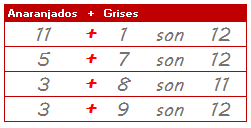 Anaranjados + Grises
11 + 1 son 12
5 + 7 son 12
3 + 8 son 11
3 + 9 son 12